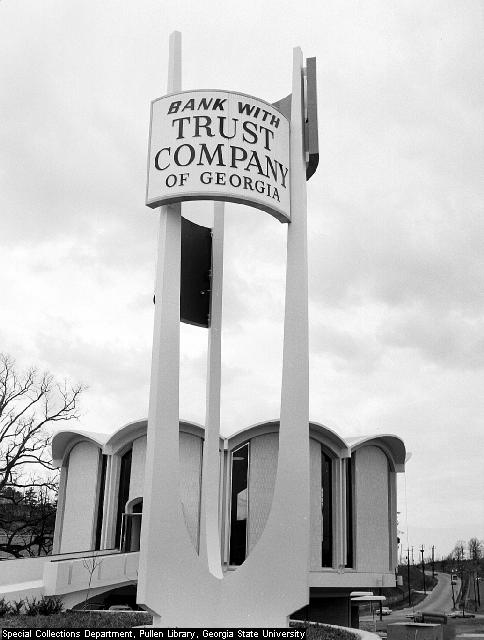 BANK WITH
TRUST
COMPANY
OF GEORGIA
Special Collections Department, Pullen Library, Georgia State University